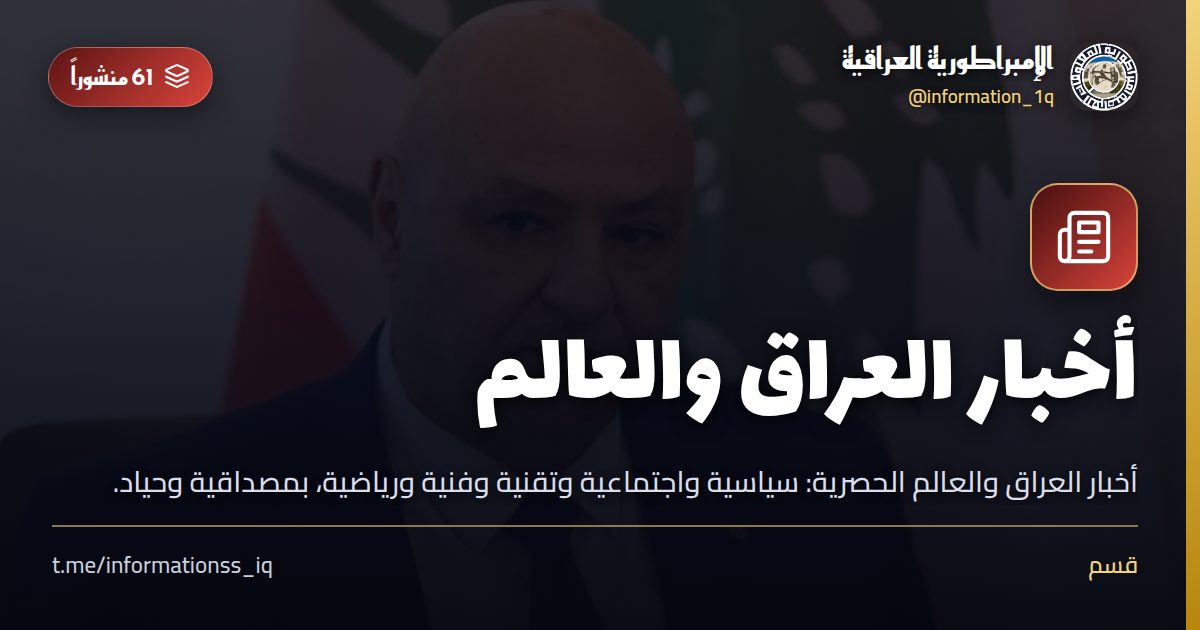 الإمبراطورية العراقية
@information_1q
61 منشوراً
أخبار العراق والعالم
أخبار العراق والعالم الحصرية: سياسية واجتماعية وتقنية وفنية ورياضية، بمصداقية وحياد.
قسم
t.me/informationss_iq